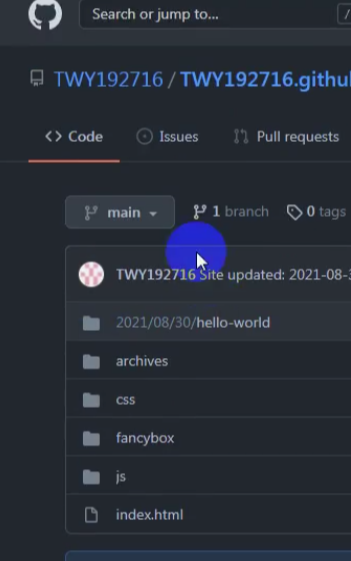 Search or jump to... /
TWY192716 / TWY192716.githu
Code Issues Pull requests
main 1 branch 0 tags
TWY192716 Site updated: 2021-08-3
2021/08/30/hello-world
archives
css
fancybox
js
index.html